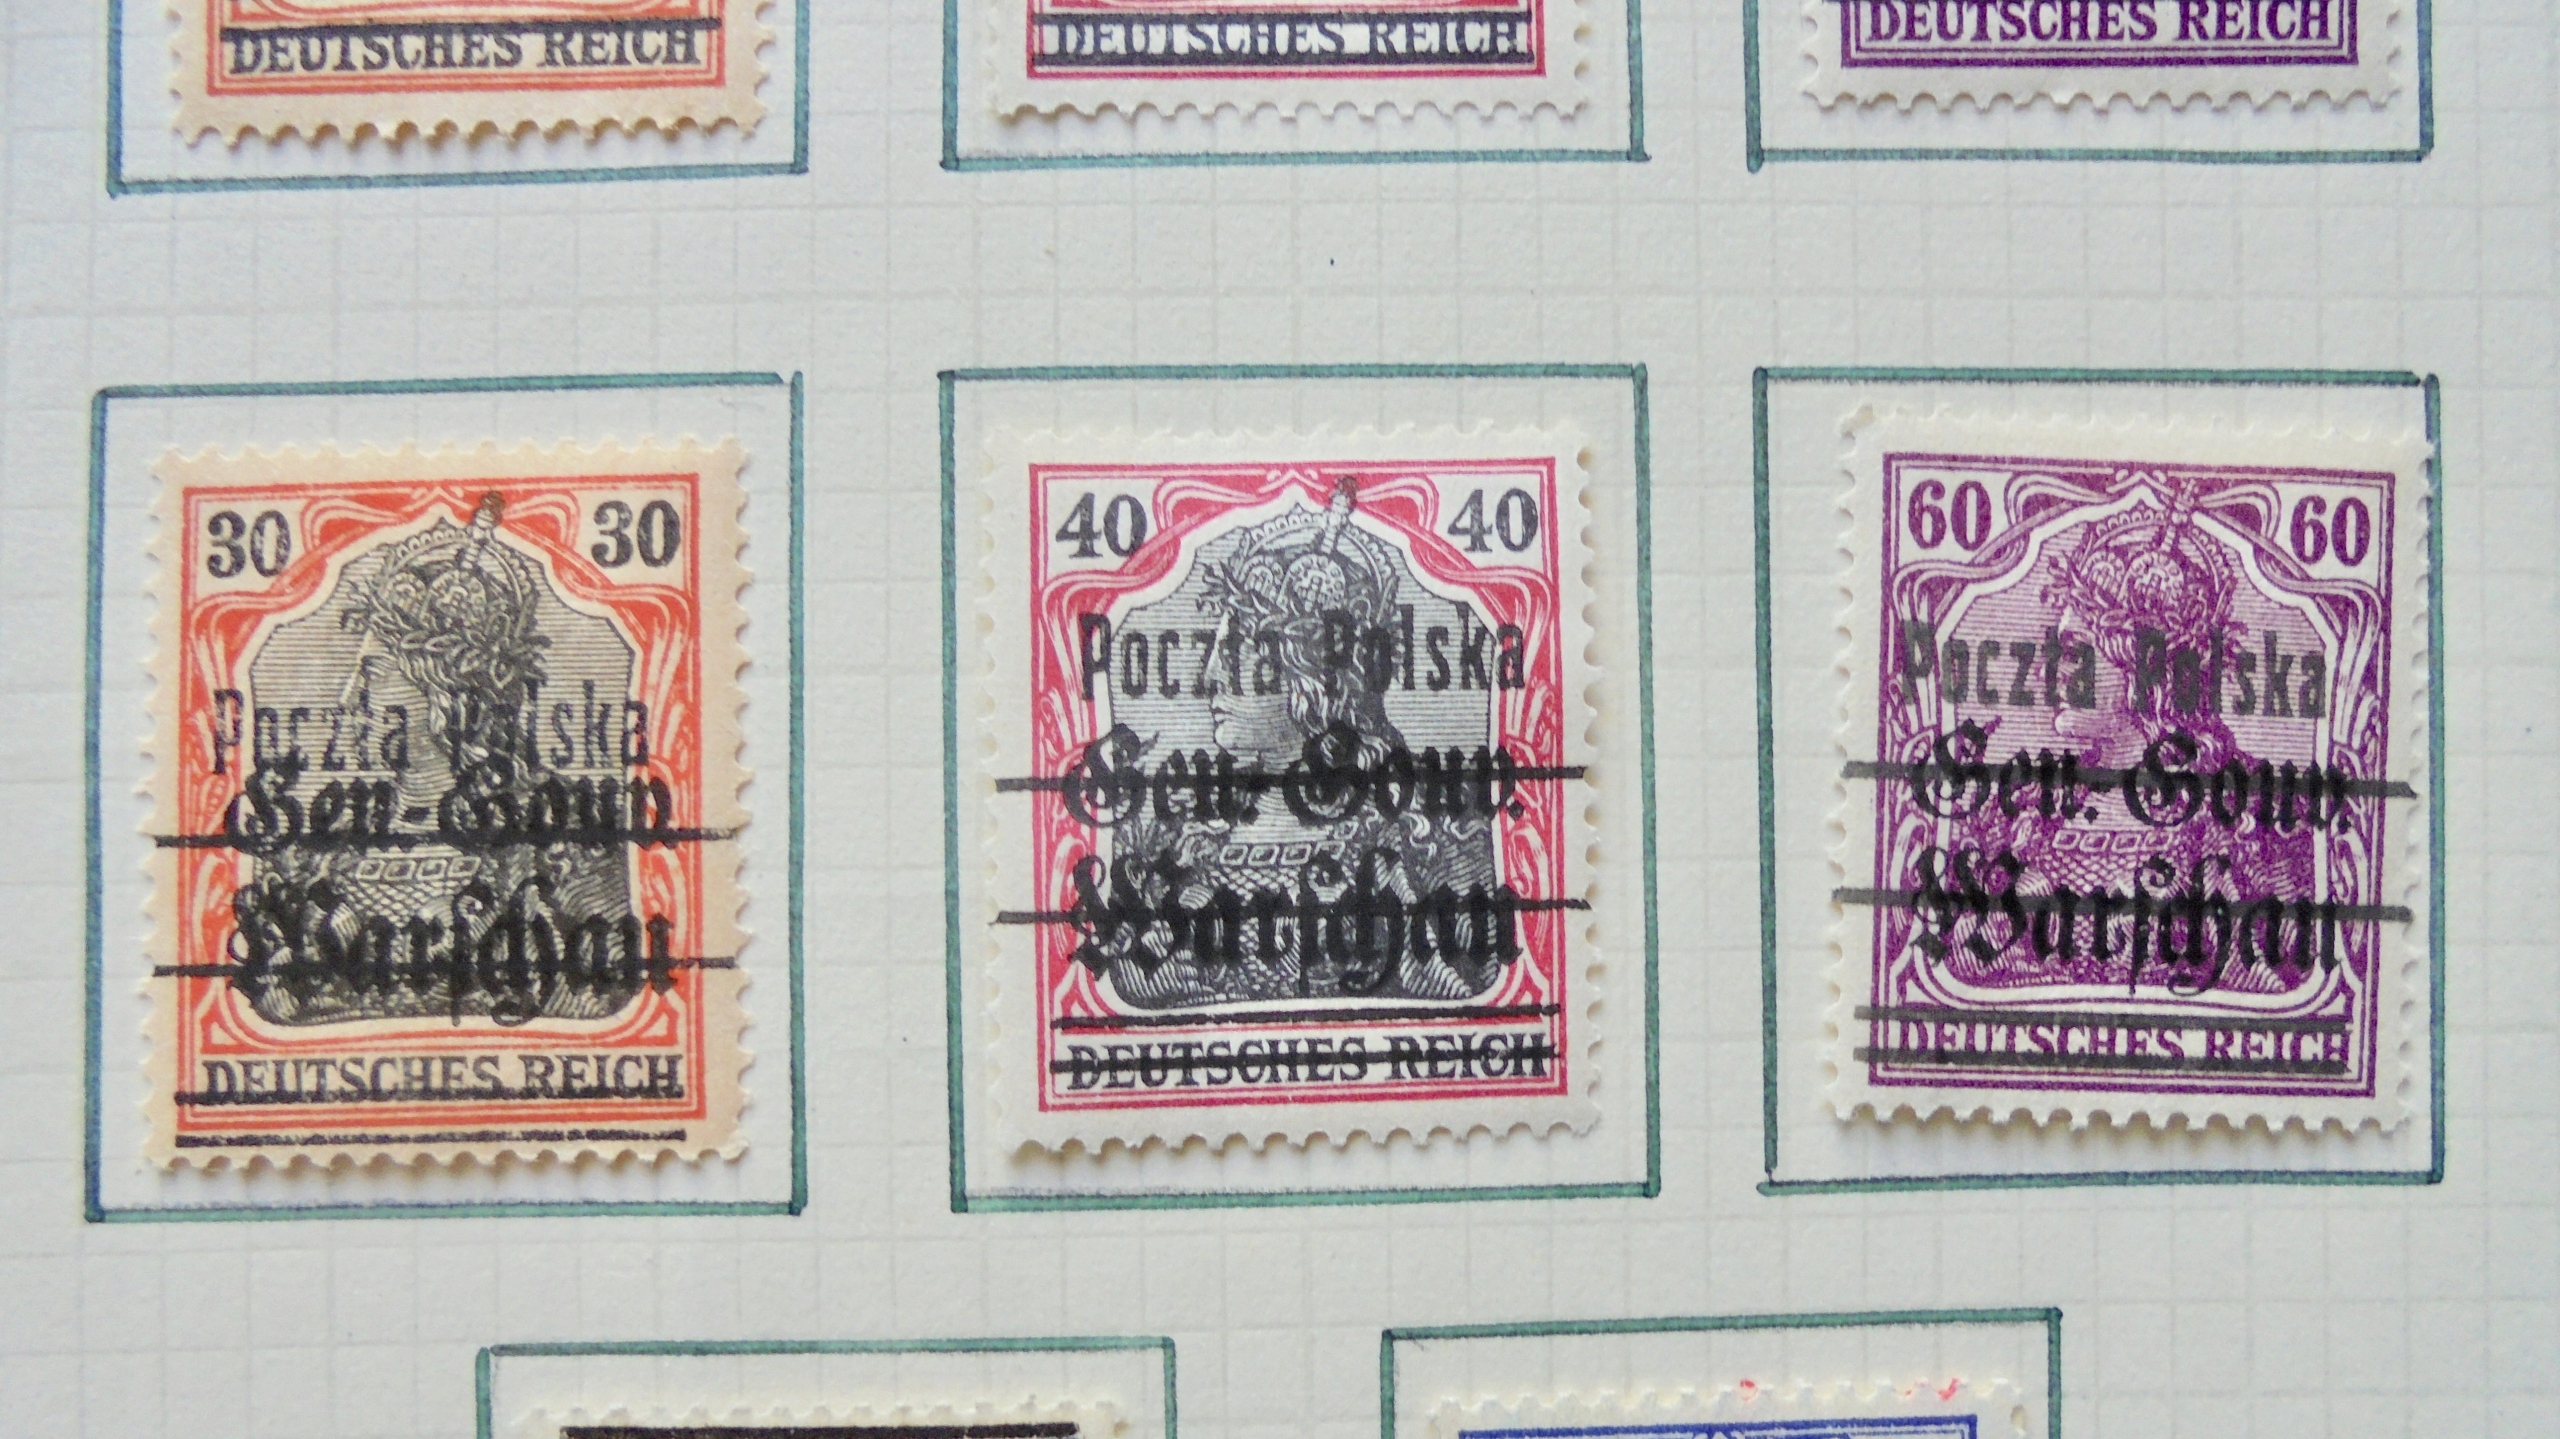 DEUTSCHES REICH
DEUTSCHES REICH
DEUTSCHES REICH
30 30
Poczta Polska
Gen.-Gouv.
Warschau
DEUTSCHES REICH
40 40
Poczta Polska
Gen.-Gouv.
Warschau
DEUTSCHES REICH
60 60
Poczta Polska
Gen.-Gouv.
Warschau
DEUTSCHES REICH